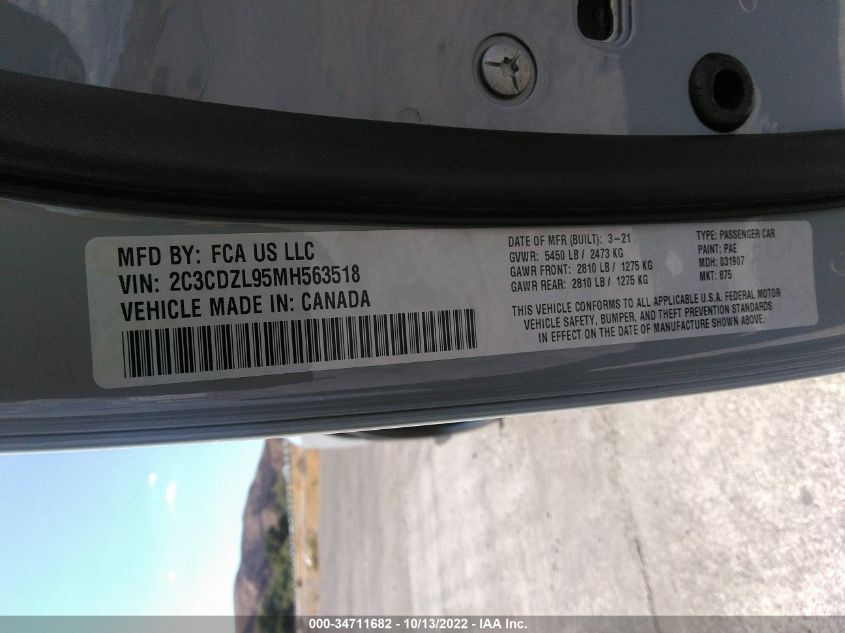 MFD BY: FCA US LLC
VIN: 2C3CDZL95MH563518
VEHICLE MADE IN: CANADA
DATE OF MFR (BUILT): 3-21
GVWR: 5450 LB / 2473 KG
GAWR FRONT: 2810 LB / 1275 KG
GAWR REAR: 2810 LB / 1275 KG
TYPE: PASSENGER CAR
PAINT: PAE
MDH: 031907
MKT: 875
THIS VEHICLE CONFORMS TO ALL APPLICABLE U.S.A. FEDERAL MOTOR
VEHICLE SAFETY, BUMPER, AND THEFT PREVENTION STANDARDS
IN EFFECT ON THE DATE OF MANUFACTURE SHOWN ABOVE.
000-34711682 - 10/13/2022 - IAA Inc.